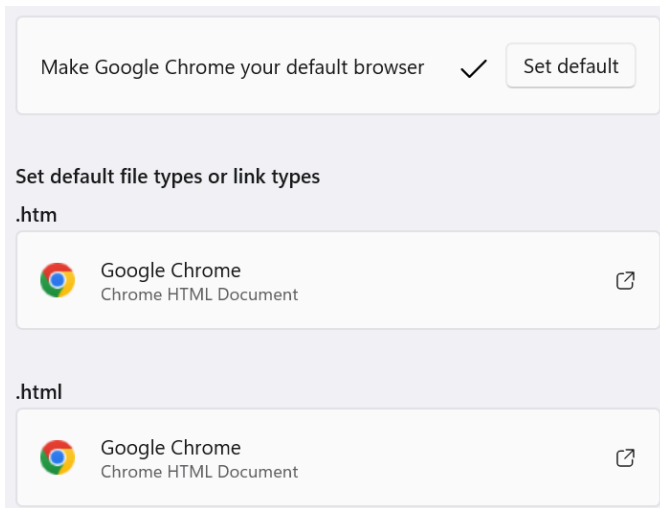 Make Google Chrome your default browser
Set default
Set default file types or link types
.htm
Google Chrome
Chrome HTML Document
.html
Google Chrome
Chrome HTML Document